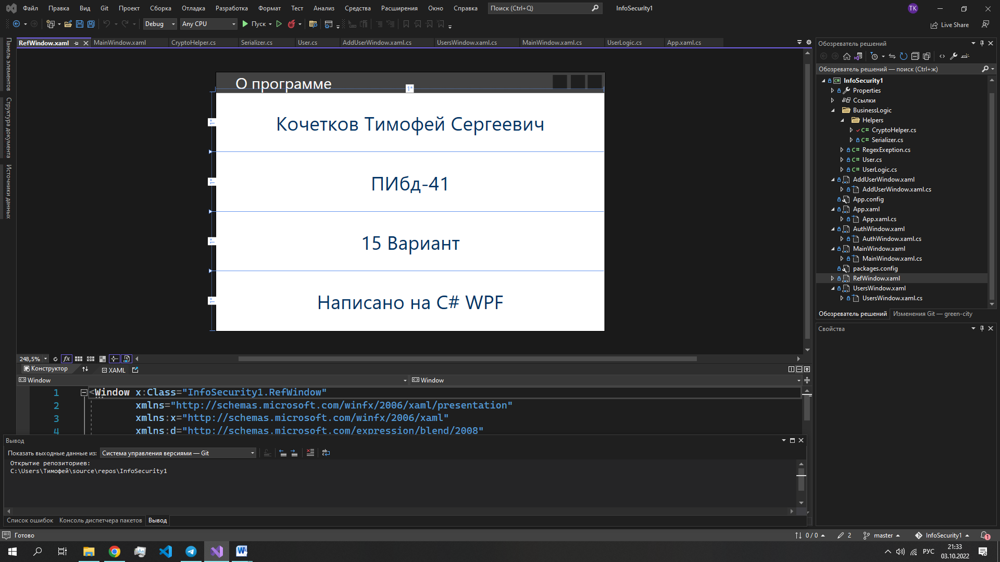 Файл Правка Вид Git Проект Сборка Отладка Разработка Формат Тест Анализ Средства Расширения Окно Справка Поиск (Ctrl+Q) InfoSecurity1 ТК
Debug Any CPU Пуск Live Share
RefWindow.xaml MainWindow.xaml CryptoHelper.cs Serializer.cs User.cs AddUserWindow.xaml.cs UsersWindow.xaml.cs MainWindow.xaml.cs UserLogic.cs App.xaml.cs
Панель элементов
Структура документа
Источники данных
О программе
1*
1*
Кочетков Тимофей Сергеевич
1*
ПИбд-41
1*
15 Вариант
1*
Написано на C# WPF
248,5% fx
Конструктор XAML
Window Window
1 <Window x:Class="InfoSecurity1.RefWindow"
2 xmlns="http://schemas.microsoft.com/winfx/2006/xaml/presentation"
3 xmlns:x="http://schemas.microsoft.com/winfx/2006/xaml"
4 xmlns:d="http://schemas.microsoft.com/expression/blend/2008"
Вывод
Показать выходные данные из: Система управления версиями — Git
Открытие репозиториев:
C:\Users\Тимофей\source\repos\InfoSecurity1
Список ошибок Консоль диспетчера пакетов Вывод
Обозреватель решений
Обозреватель решений — поиск (Ctrl+ж)
InfoSecurity1
Properties
Ссылки
BusinessLogic
Helpers
C# CryptoHelper.cs
C# Serializer.cs
C# RegexExeption.cs
C# User.cs
C# UserLogic.cs
AddUserWindow.xaml
AddUserWindow.xaml.cs
App.config
App.xaml
App.xaml.cs
AuthWindow.xaml
AuthWindow.xaml.cs
MainWindow.xaml
MainWindow.xaml.cs
packages.config
RefWindow.xaml
UsersWindow.xaml
UsersWindow.xaml.cs
Обозреватель решений Изменения Git — green-city
Свойства
Готово 0 / 0 2 master InfoSecurity1 1
РУС 21:33
03.10.2022